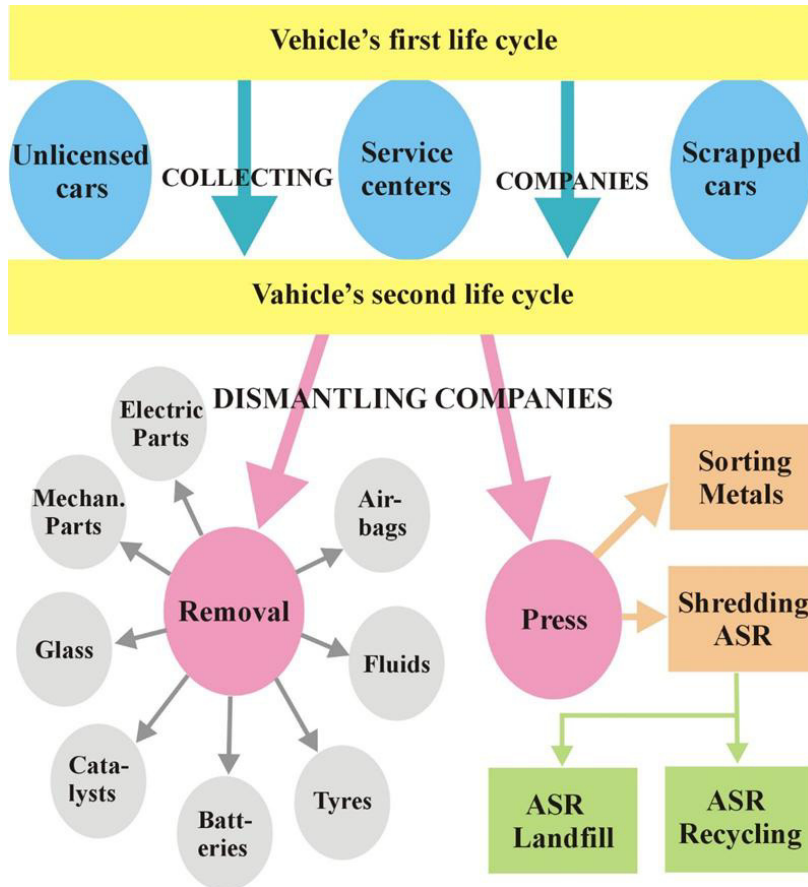 Vehicle's first life cycle
Unlicensed
cars
COLLECTING
Service
centers
COMPANIES
Scrapped
cars
Vahicle's second life cycle
DISMANTLING COMPANIES
Electric
Parts
Mechan.
Parts
Glass
Cata-
lysts
Batt-
eries
Tyres
Fluids
Air-
bags
Removal
Press
Sorting
Metals
Shredding
ASR
ASR
Landfill
ASR
Recycling